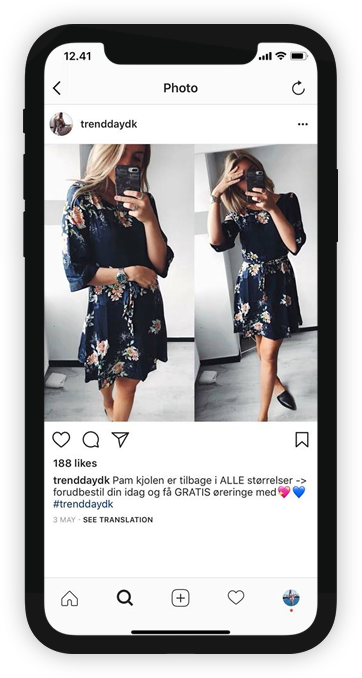 12.41
Photo
trenddaydk
188 likes
trenddaydk Pam kjolen er tilbage i ALLE størrelser ->
forudbestil din idag og få GRATIS øreringe med💖💙
#trenddaydk
3 MAY · SEE TRANSLATION